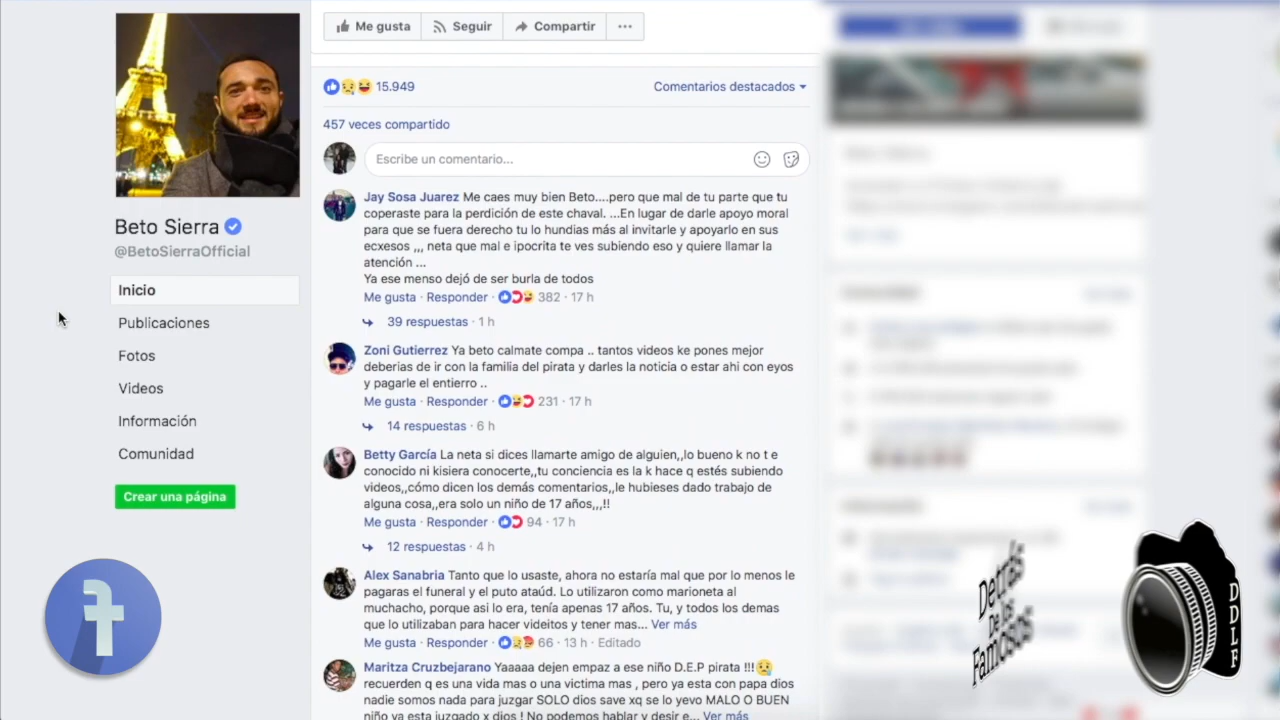 Me gusta Seguir Compartir ...
15.949 Comentarios destacados
457 veces compartido
Escribe un comentario...
Beto Sierra
@BetoSierraOfficial
Inicio
Publicaciones
Fotos
Videos
Información
Comunidad
Crear una página
Jay Sosa Juarez Me caes muy bien Beto....pero que mal de tu parte que tu
coperaste para la perdición de este chaval. ...En lugar de darle apoyo moral
para que se fuera derecho tu lo hundias más al invitarle y apoyarlo en sus
ecxesos ,,, neta que mal e ipocrita te ves subiendo eso y quiere llamar la
atención ...
Ya ese menso dejó de ser burla de todos
Me gusta · Responder · 382 · 17 h
39 respuestas · 1 h
Zoni Gutierrez Ya beto calmate compa .. tantos videos ke pones mejor
deberias de ir con la familia del pirata y darles la noticia o estar ahi con eyos
y pagarle el entierro ..
Me gusta · Responder · 231 · 17 h
14 respuestas · 6 h
Betty García La neta si dices llamarte amigo de alguien,,lo bueno k no t e
conocido ni kisiera conocerte,,tu conciencia es la k hace q estés subiendo
videos,,cómo dicen los demás comentarios,,le hubieses dado trabajo de
alguna cosa,,era solo un niño de 17 años,,,!!
Me gusta · Responder · 94 · 17 h
12 respuestas · 4 h
Alex Sanabria Tanto que lo usaste, ahora no estaría mal que por lo menos le
pagaras el funeral y el puto ataúd. Lo utilizaron como marioneta al
muchacho, porque asi lo era, tenía apenas 17 años. Tu, y todos los demas
que lo utilizaban para hacer videitos y tener mas... Ver más
Me gusta · Responder · 66 · 13 h · Editado
Maritza Cruzbejarano Yaaaaa dejen empaz a ese niño D.E.P pirata !!!
recuerden q es una vida mas o una victima mas , pero ya esta con papa dios
nadie somos nada para juzgar SOLO dios save xq se lo yevo MALO O BUEN
niño ya esta juzgado x dios ! No podemos hablar y desir e... Ver más
Detrás
De los
Famosos
DDLF